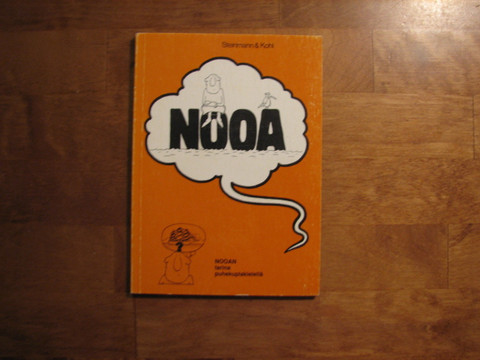 Steinmann & Kohl
NOOA
?
NOOAN
tarina
puhekuplakielellä